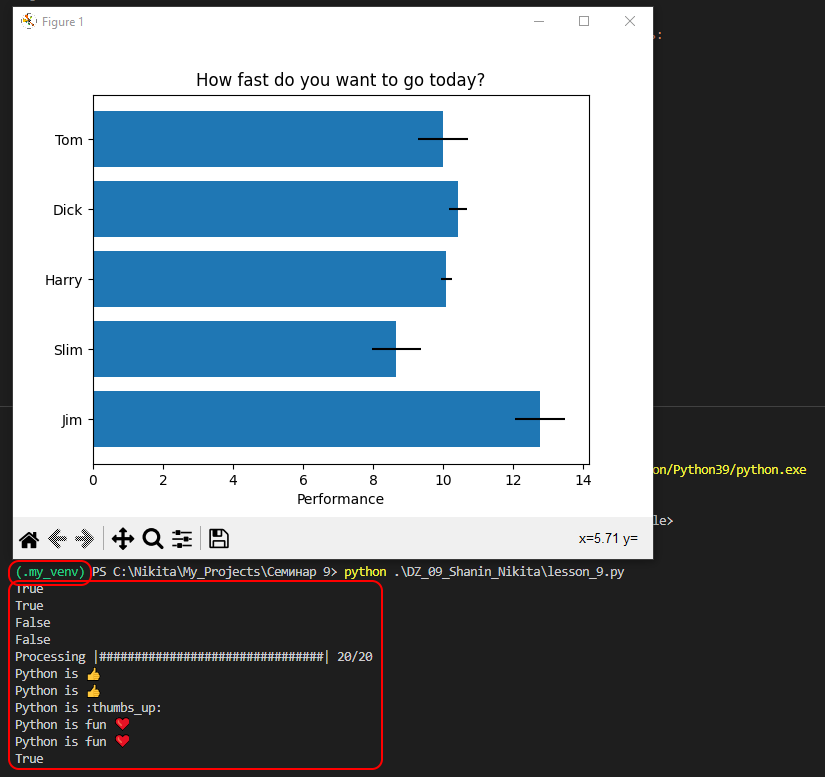 Figure 1
How fast do you want to go today?
Tom
Dick
Harry
Slim
Jim
0 2 4 6 8 10 12 14
Performance
x=5.71 y=
on/Python39/python.exe
le>
(.my_venv) PS C:\Nikita\My_Projects\Семинар 9> python .\DZ_09_Shanin_Nikita\lesson_9.py
True
True
False
False
Processing |################################| 20/20
Python is 👍
Python is 👍
Python is :thumbs_up:
Python is fun ❤
Python is fun ❤
True